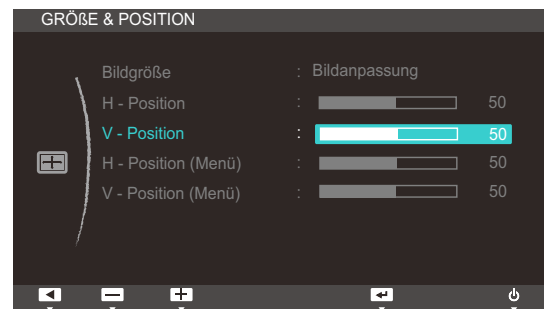 GRÖßE & POSITION
Bildgröße : Bildanpassung
H - Position : 50
V - Position : 50
H - Position (Menü) : 50
V - Position (Menü) : 50